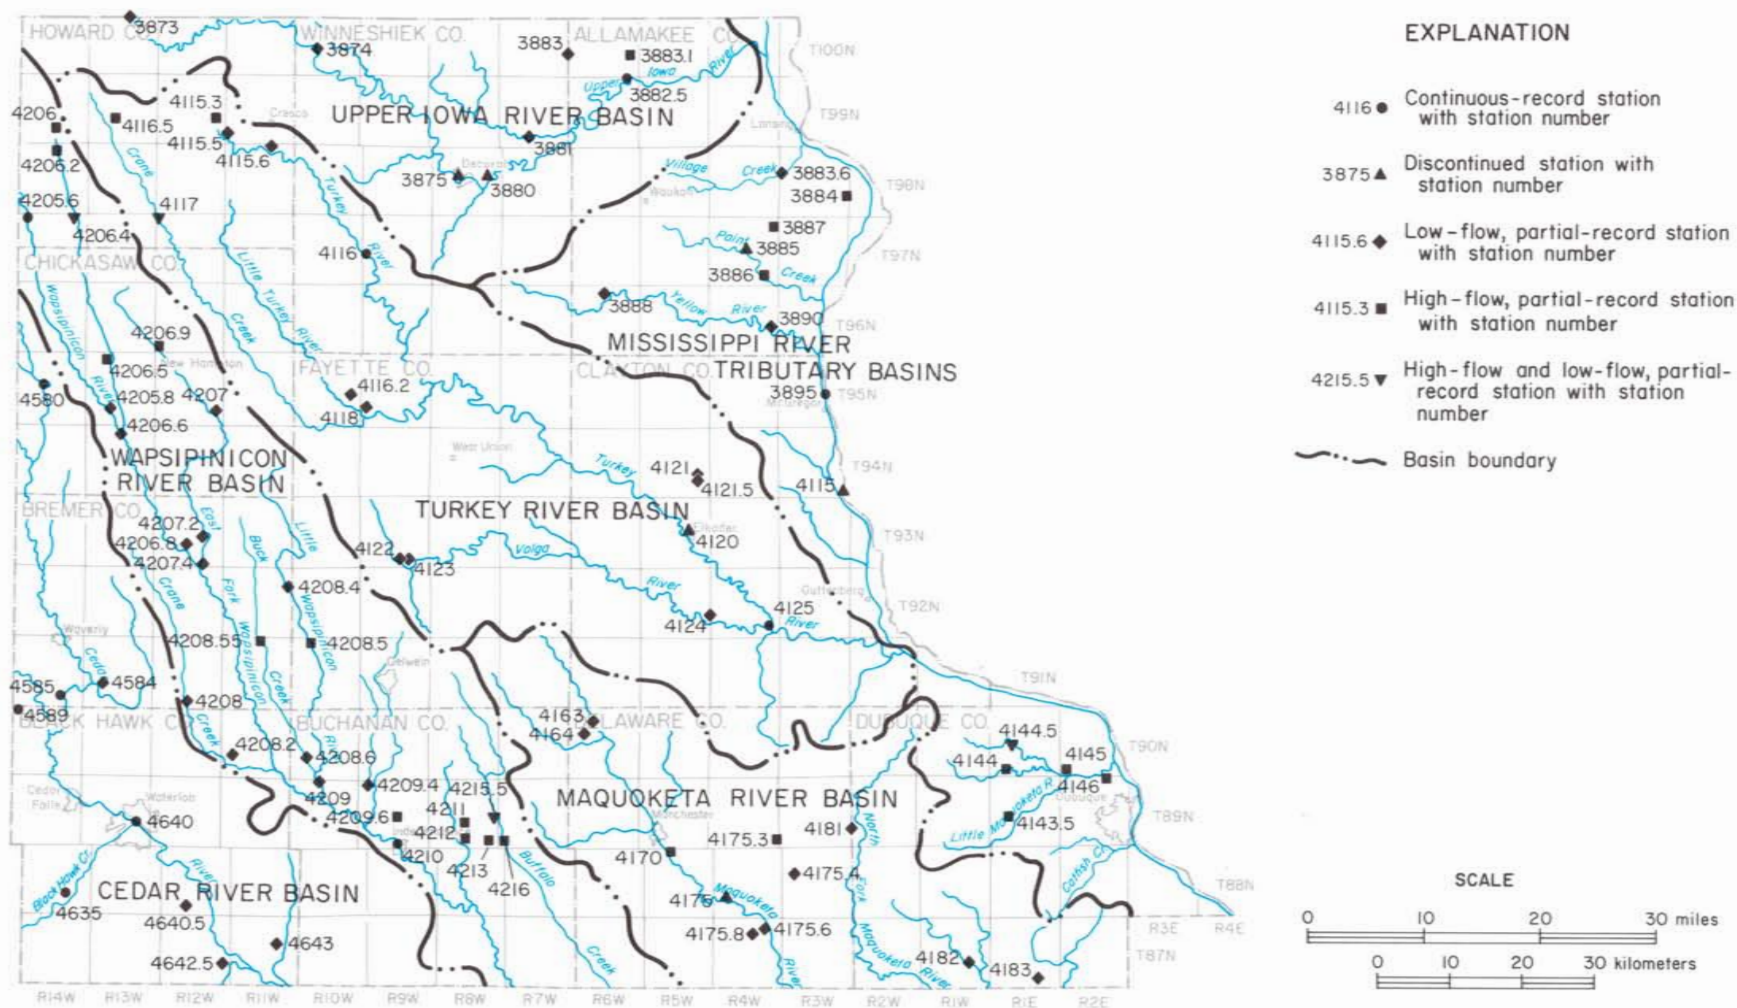 3873
HOWARD CO.
WINNESHIEK CO.
3874
3883
ALLAMAKEE CO.
3883.1
T100N
Upper Iowa River
3882.5
4206
4115.3
4116.5
Cresco
UPPER IOWA RIVER BASIN
T99N
Lansing
4115.5
4115.6
3881
4206.2
Crane
Decorah
3875
3880
Village Creek
3883.6
Waukon
3884
T98N
4205.6
4206.4
4117
Turkey
River
3887
Paint
3885
Creek
3886
T97N
4116
CHICKASAW CO.
Little Turkey
River
Creek
Wapsipinicon
River
3888
Yellow River
3890
T96N
4206.9
New Hampton
4206.5
MISSISSIPPI RIVER
TRIBUTARY BASINS
FAYETTE CO.
CLAYTON CO.
4580
4205.8
4207
4116.2
4118
3895
McGregor
T95N
4206.6
WAPSIPINICON
RIVER BASIN
West Union
Turkey
4121
4121.5
T94N
4115
BREMER CO.
TURKEY RIVER BASIN
Elkader
4120
4207.2
East
4206.8
4207.4
Buck
Little
4122
4123
Volga
T93N
Crane
Fork
4208.4
River
Guttenberg
T92N
4124
4125
River
Waverly
4208.55
Wapsipinicon
4208.5
Wapsipinicon
Oelwein
Cedar
4585
4584
4589
4208
Creek
Creek
River
T91N
BLACK HAWK CO.
BUCHANAN CO.
4163
4164
DELAWARE CO.
DUBUQUE CO.
4208.2
4208.6
4144.5
4144
4145
4146
T90N
Dubuque
Cedar
Falls
Waterloo
4209
4209.4
4215.5
4211
4209.6
4212
MAQUOKETA RIVER BASIN
Manchester
4181
North
Little Maquoketa R.
4143.5
T89N
4640
4210
4213
4216
Buffalo
4170
4175.3
4175.4
Catfish Cr.
T88N
Black Hawk Cr.
CEDAR RIVER BASIN
River
4635
4640.5
4175
Maquoketa
Fork
4175.8
4175.6
4643
4642.5
Creek
River
Maquoketa
River
4182
4183
T87N
R3E
R4E
R14W R13W R12W R11W R10W R9W R8W R7W R6W R5W R4W R3W R2W R1W R1E R2E
EXPLANATION
4116 Continuous-record station
with station number
3875 Discontinued station with
station number
4115.6 Low-flow, partial-record station
with station number
4115.3 High-flow, partial-record station
with station number
4215.5 High-flow and low-flow, partial-
record station with station
number
Basin boundary
SCALE
0 10 20 30 miles
0 10 20 30 kilometers